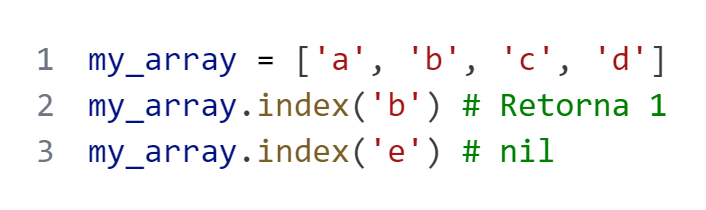 1 my_array = ['a', 'b', 'c', 'd']
2 my_array.index('b') # Retorna 1
3 my_array.index('e') # nil